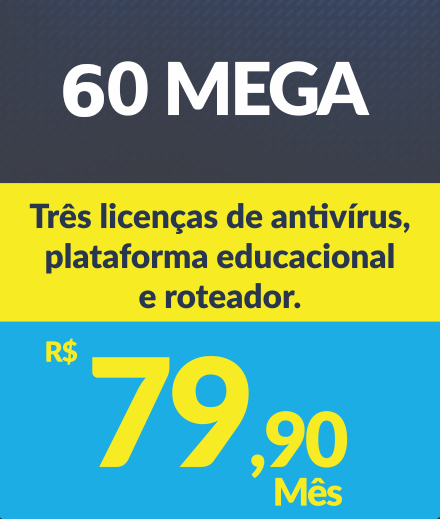 60 MEGA
Três licenças de antivírus,
plataforma educacional
e roteador.
R$ 79,90
Mês